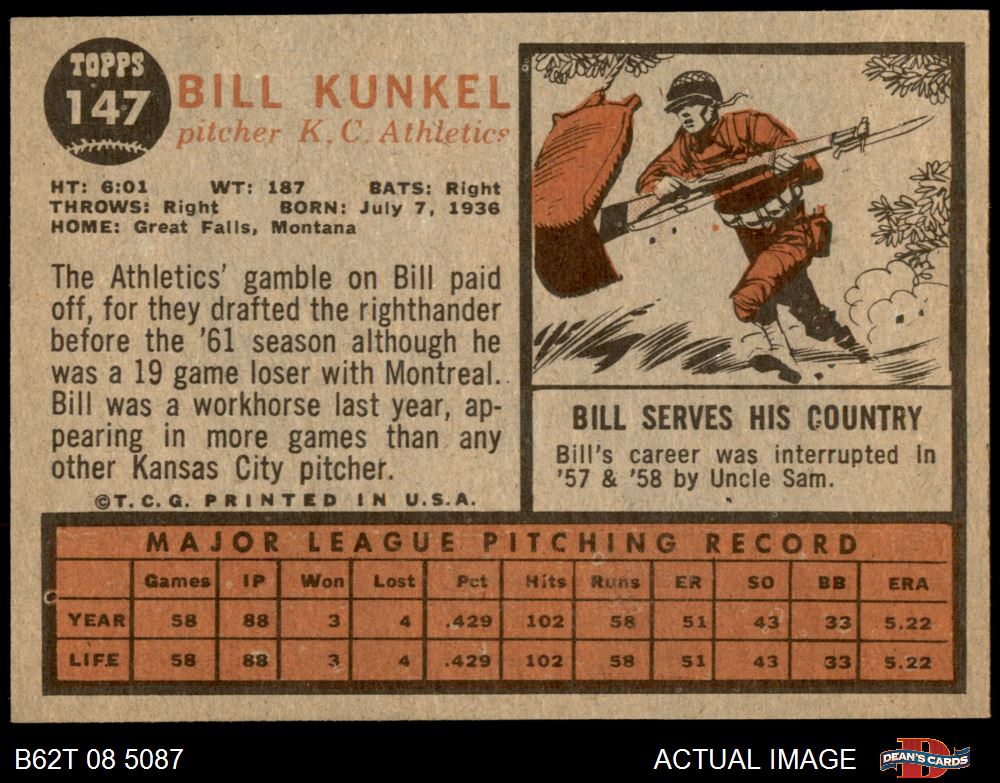 TOPPS
147
BILL KUNKEL
pitcher K. C. Athletics
HT: 6:01 WT: 187 BATS: Right
THROWS: Right BORN: July 7, 1936
HOME: Great Falls, Montana
The Athletics' gamble on Bill paid
off, for they drafted the righthander
before the '61 season although he
was a 19 game loser with Montreal.
Bill was a workhorse last year, ap-
pearing in more games than any
other Kansas City pitcher.
©T. C. G. PRINTED IN U.S.A.
BILL SERVES HIS COUNTRY
Bill's career was interrupted in
'57 & '58 by Uncle Sam.
MAJOR LEAGUE PITCHING RECORD
Games IP Won Lost Pct Hits Runs ER SO BB ERA
YEAR 58 88 3 4 .429 102 58 51 43 33 5.22
LIFE 58 88 3 4 .429 102 58 51 43 33 5.22
B62T 08 5087 ACTUAL IMAGE
D
DEAN'S CARDS